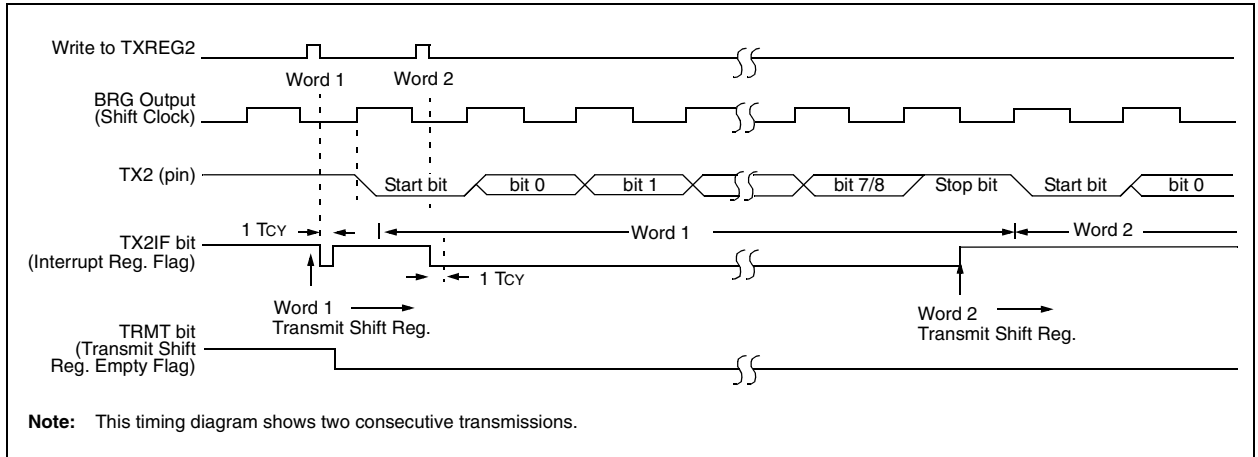 Write to TXREG2
Word 1
Word 2
BRG Output
(Shift Clock)
TX2 (pin)
Start bit
bit 0
bit 1
bit 7/8
Stop bit
Start bit
bit 0
1 TCY
Word 1
Word 2
TX2IF bit
(Interrupt Reg. Flag)
1 TCY
Word 1
Transmit Shift Reg.
Word 2
Transmit Shift Reg.
TRMT bit
(Transmit Shift
Reg. Empty Flag)
Note: This timing diagram shows two consecutive transmissions.